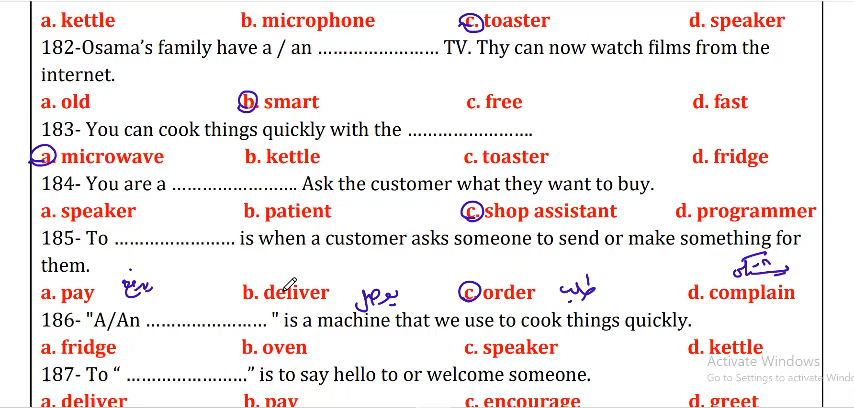 a. kettle b. microphone c. toaster d. speaker
182-Osama's family have a / an ........................... TV. Thy can now watch films from the
internet.
a. old b. smart c. free d. fast
183- You can cook things quickly with the ............................
a. microwave b. kettle c. toaster d. fridge
184- You are a ............................ Ask the customer what they want to buy.
a. speaker b. patient c. shop assistant d. programmer
185- To ........................... is when a customer asks someone to send or make something for
them.
a. pay يدفع b. deliver يوصل c. order طلب d. complain
186- "A/An ........................... " is a machine that we use to cook things quickly.
a. fridge b. oven c. speaker d. kettle
187- To “ ...........................” is to say hello to or welcome someone.
a. deliver b. pay c. encourage d. greet
Activate Windows
Go to Settings to activate Windo